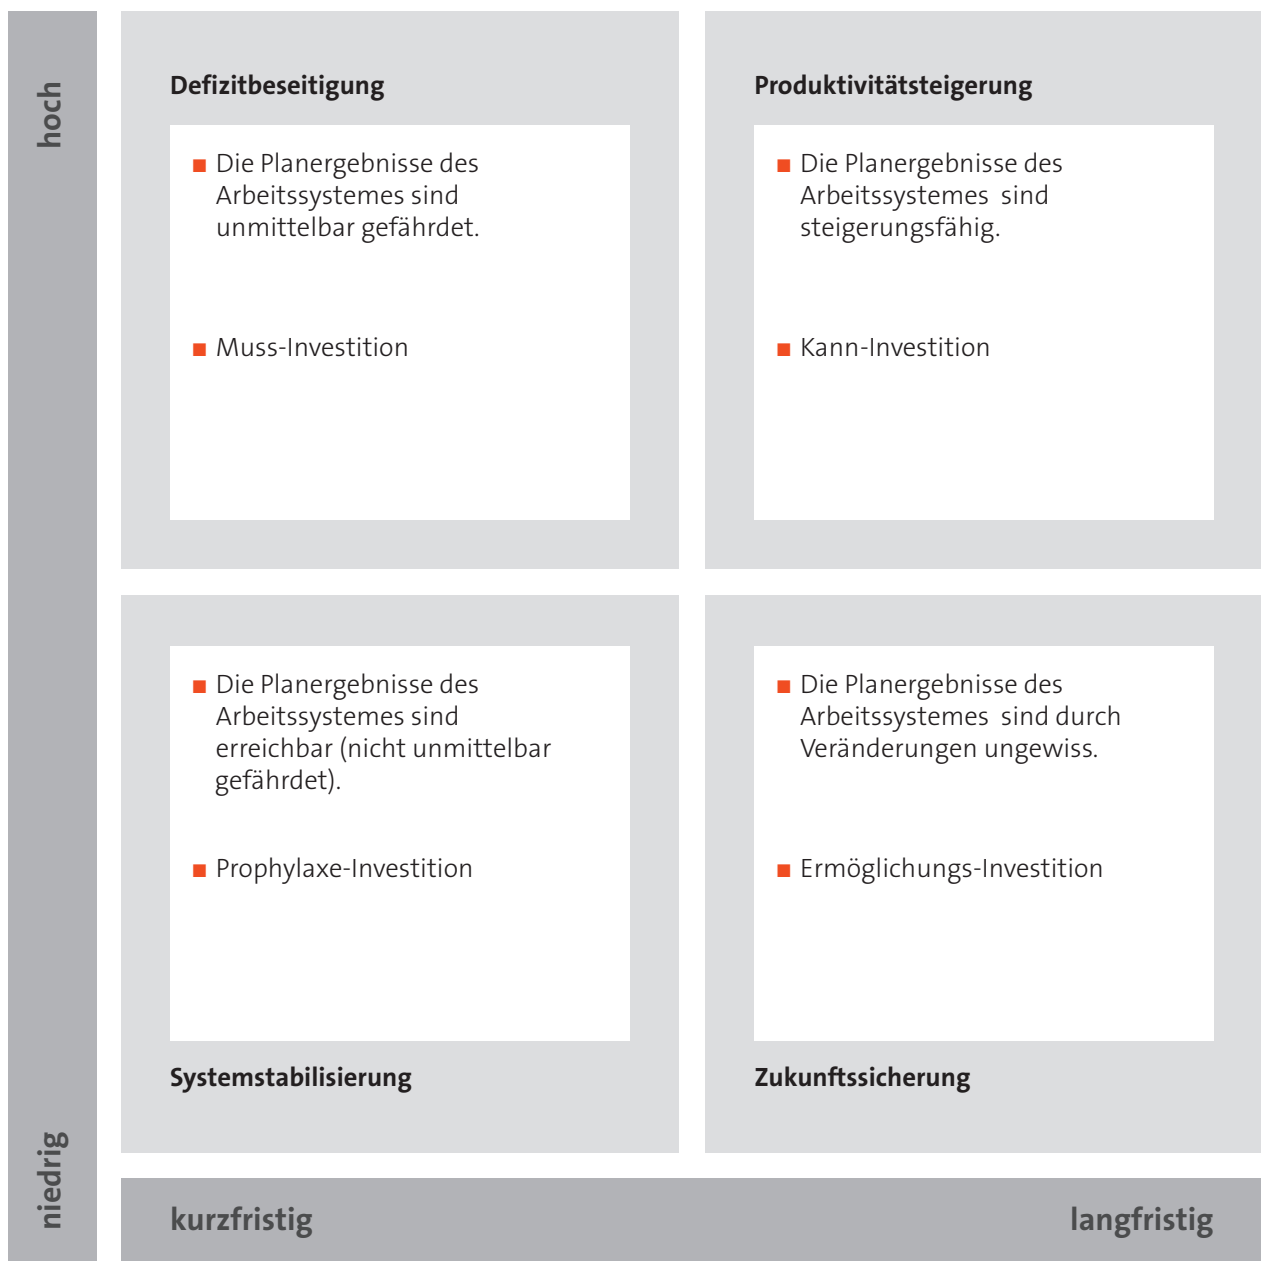 hoch
Defizitbeseitigung
■ Die Planergebnisse des
Arbeitssystemes sind
unmittelbar gefährdet.
■ Muss-Investition
Produktivitätsteigerung
■ Die Planergebnisse des
Arbeitssystemes  sind
steigerungsfähig.
■ Kann-Investition
■ Die Planergebnisse des
Arbeitssystemes sind
erreichbar (nicht unmittelbar
gefährdet).
■ Prophylaxe-Investition
Systemstabilisierung
■ Die Planergebnisse des
Arbeitssystemes  sind durch
Veränderungen ungewiss.
■ Ermöglichungs-Investition
Zukunftssicherung
niedrig
kurzfristig
langfristig